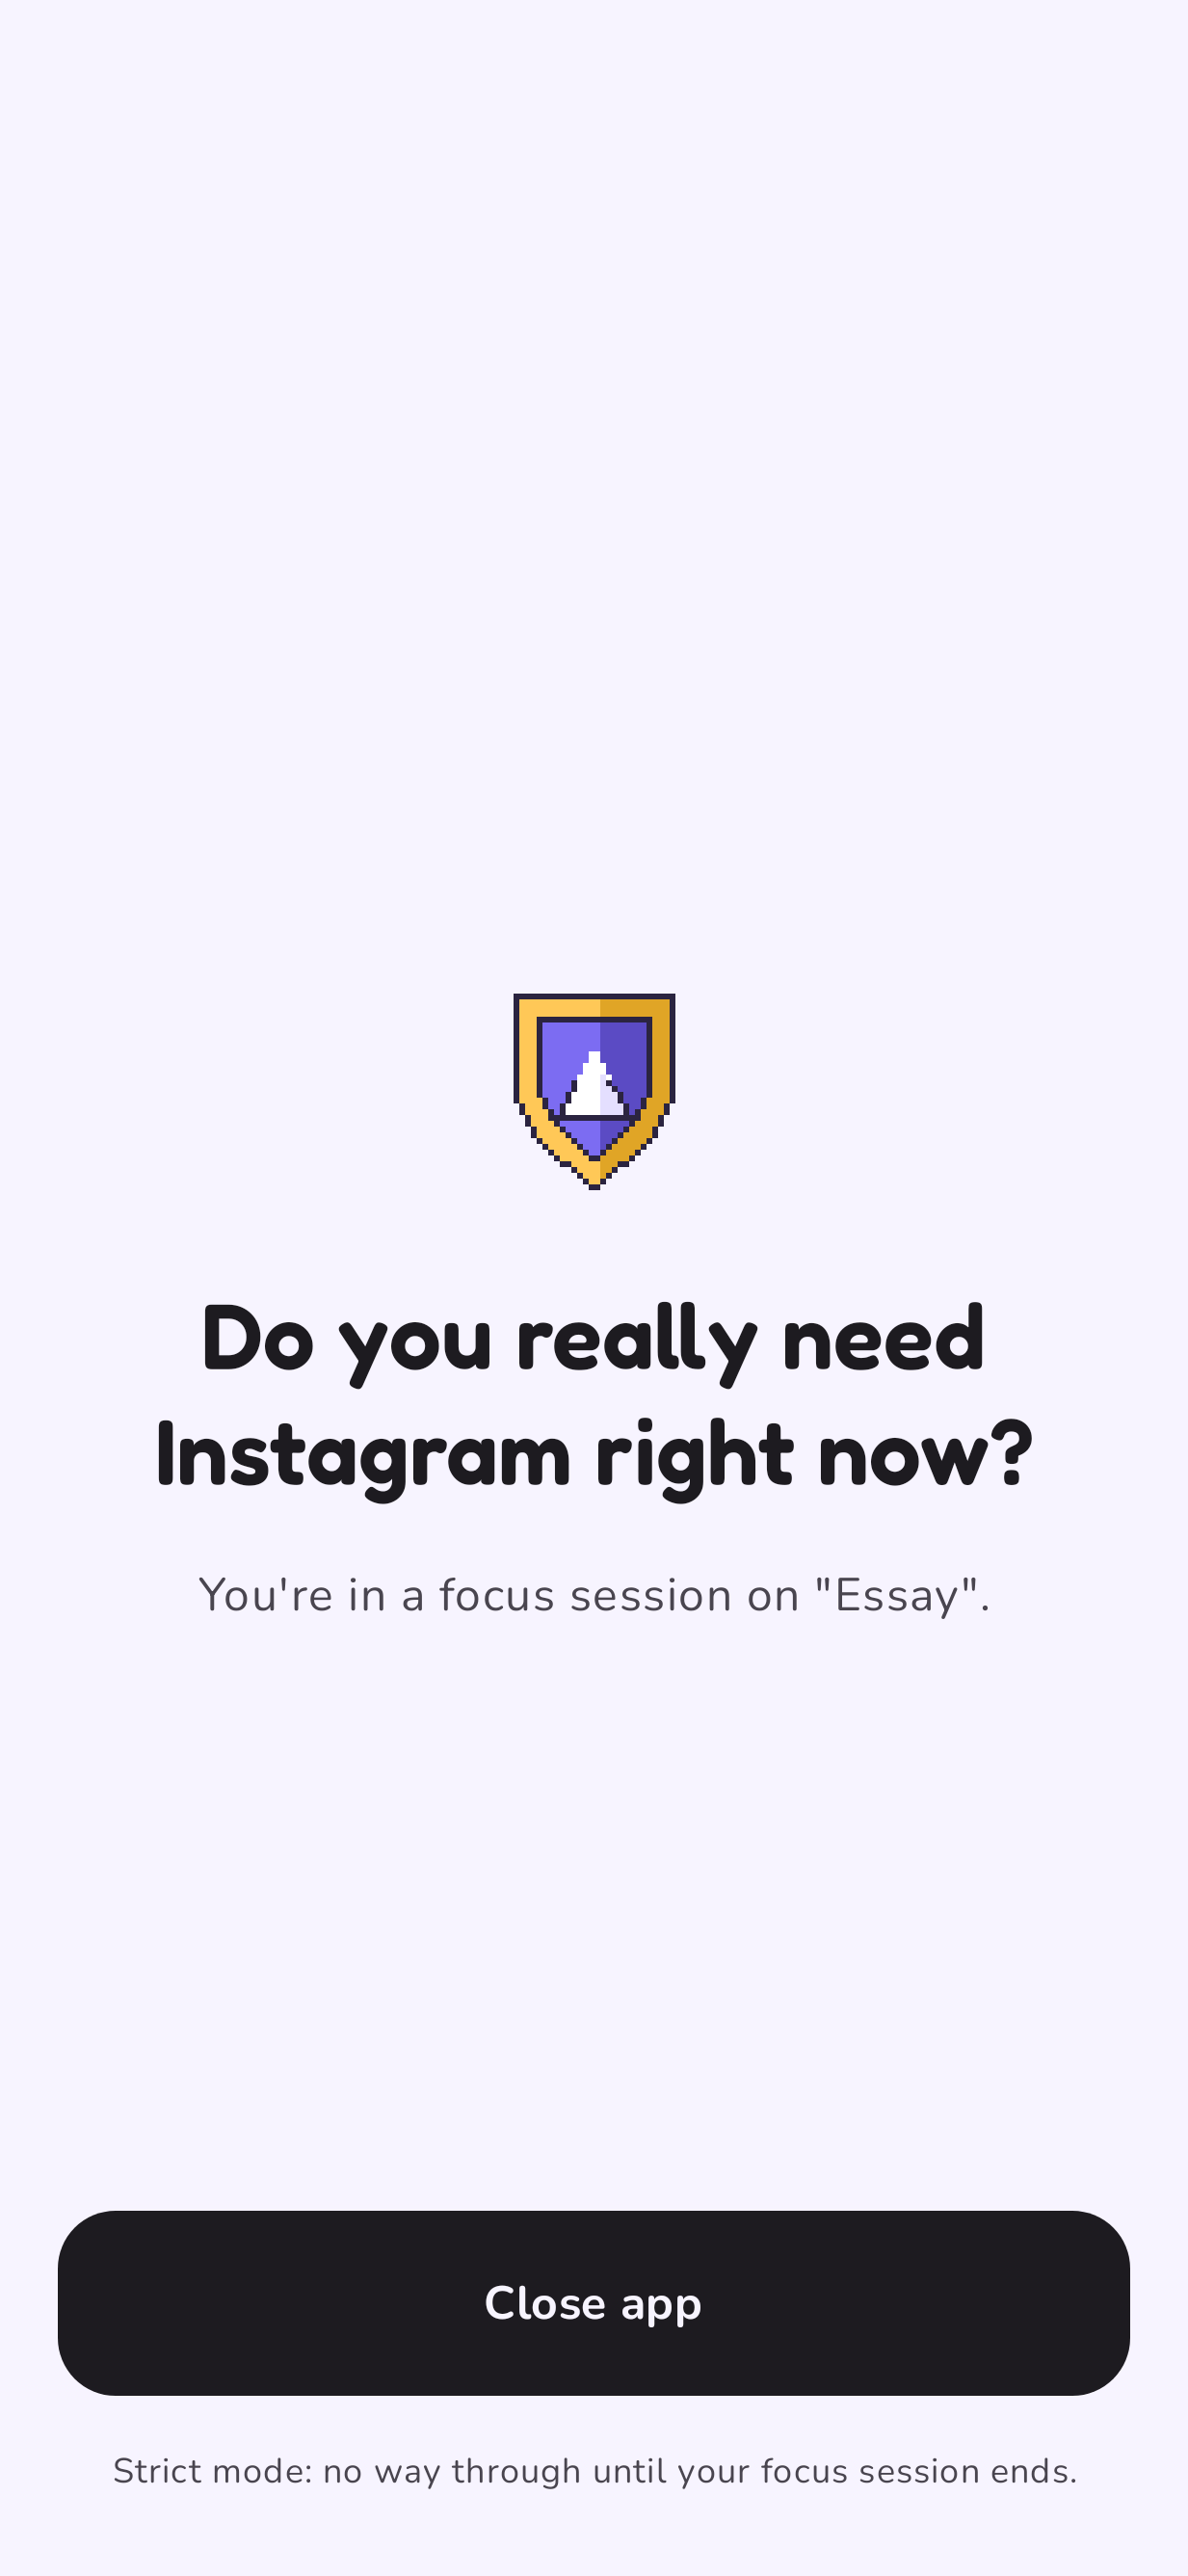 Do you really need
Instagram right now?
You're in a focus session on "Essay".
Close app
Strict mode: no way through until your focus session ends.